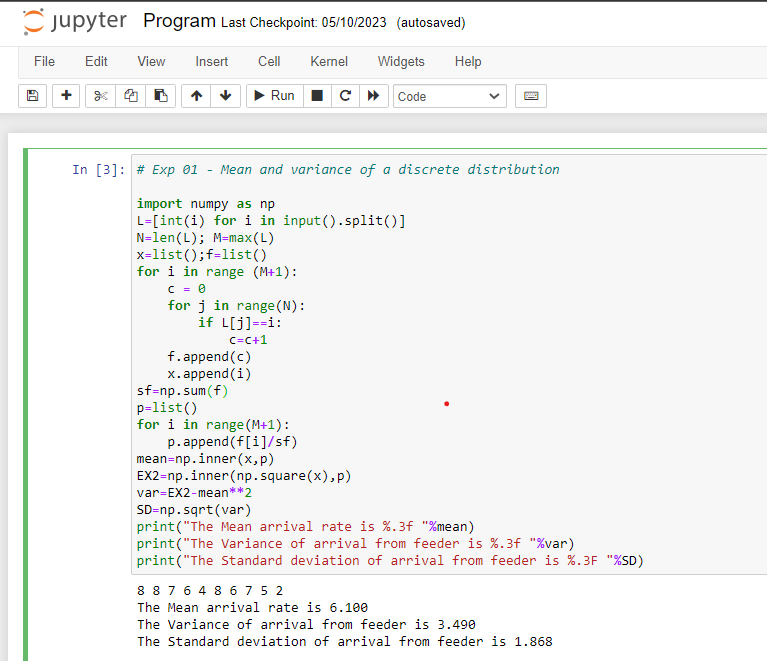 jupyter Program Last Checkpoint: 05/10/2023 (autosaved)
File Edit View Insert Cell Kernel Widgets Help
Run Code
In [3]: # Exp 01 - Mean and variance of a discrete distribution
import numpy as np
L=[int(i) for i in input().split()]
N=len(L); M=max(L)
x=list();f=list()
for i in range (M+1):
    c = 0
    for j in range(N):
        if L[j]==i:
            c=c+1
    f.append(c)
    x.append(i)
sf=np.sum(f)
p=list()
for i in range(M+1):
    p.append(f[i]/sf)
mean=np.inner(x,p)
EX2=np.inner(np.square(x),p)
var=EX2-mean**2
SD=np.sqrt(var)
print("The Mean arrival rate is %.3f "%mean)
print("The Variance of arrival from feeder is %.3f "%var)
print("The Standard deviation of arrival from feeder is %.3F "%SD)
8 8 7 6 4 8 6 7 5 2
The Mean arrival rate is 6.100
The Variance of arrival from feeder is 3.490
The Standard deviation of arrival from feeder is 1.868